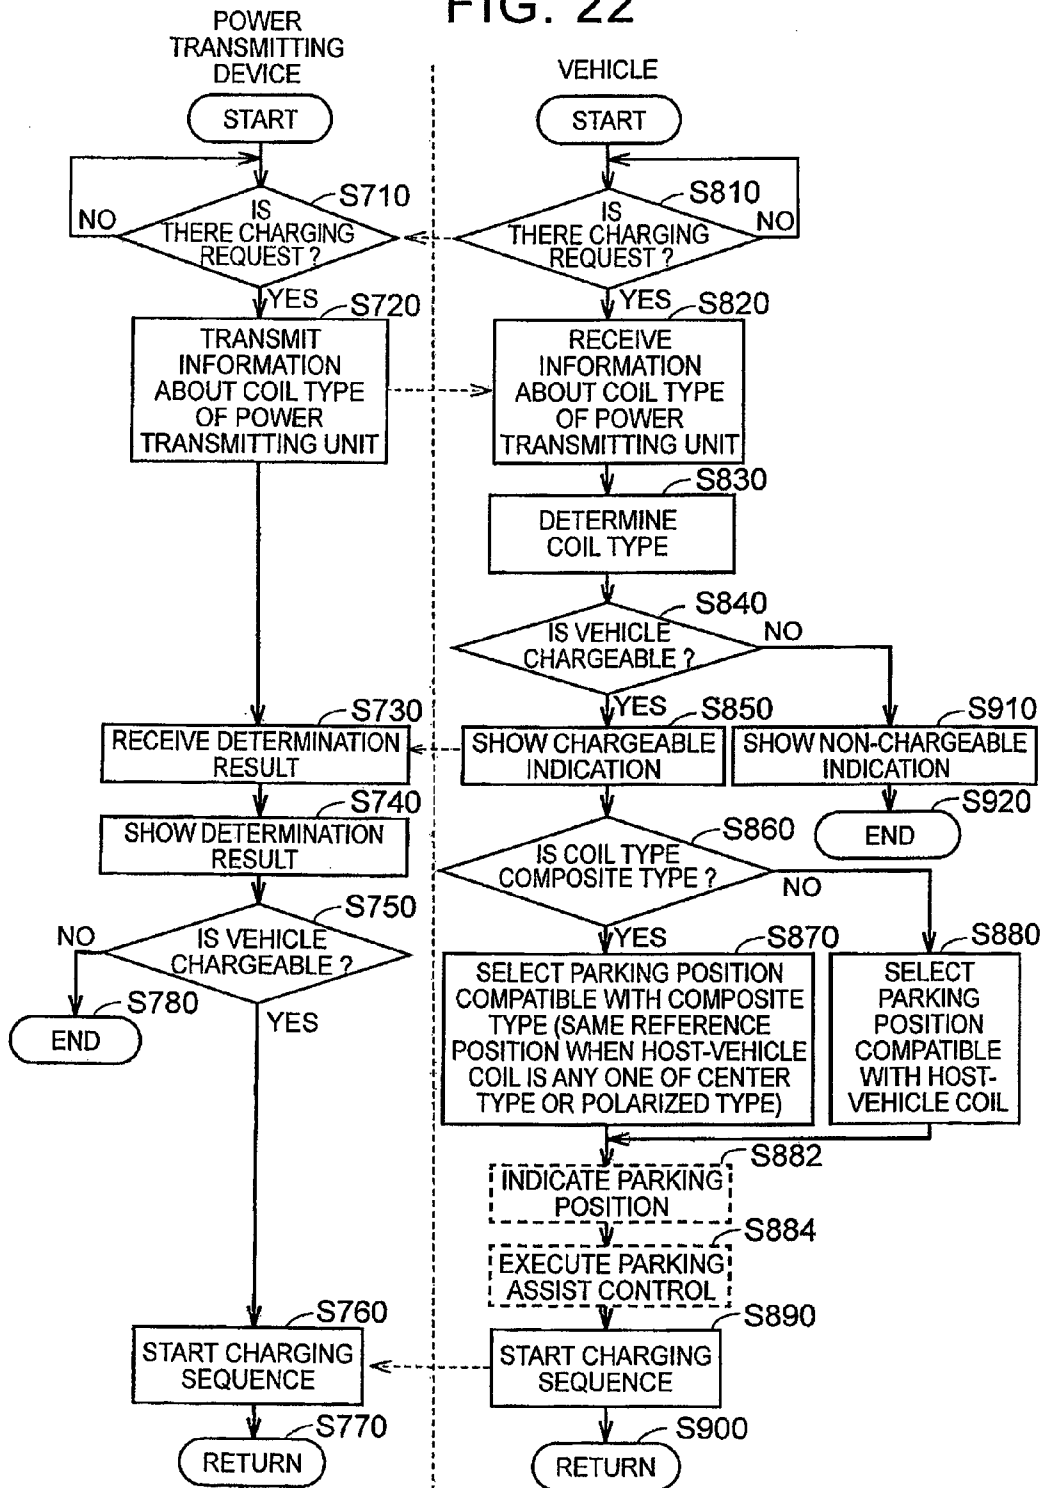 FIG. 22
POWER
TRANSMITTING
DEVICE
START
S710
IS
THERE CHARGING
REQUEST ?
NO
YES
S720
TRANSMIT
INFORMATION
ABOUT COIL TYPE
OF POWER
TRANSMITTING UNIT
S730
RECEIVE DETERMINATION
RESULT
S740
SHOW DETERMINATION
RESULT
S750
IS VEHICLE
CHARGEABLE ?
NO
S780
END
YES
S760
START CHARGING
SEQUENCE
S770
RETURN
VEHICLE
START
S810
IS
THERE CHARGING
REQUEST ?
NO
YES
S820
RECEIVE
INFORMATION
ABOUT COIL TYPE
OF POWER
TRANSMITTING UNIT
S830
DETERMINE
COIL TYPE
S840
IS VEHICLE
CHARGEABLE ?
NO
YES
S850
SHOW CHARGEABLE
INDICATION
S910
SHOW NON-CHARGEABLE
INDICATION
S920
END
S860
IS COIL TYPE
COMPOSITE TYPE ?
NO
YES
S870
SELECT PARKING POSITION
COMPATIBLE WITH COMPOSITE
TYPE (SAME REFERENCE
POSITION WHEN HOST-VEHICLE
COIL IS ANY ONE OF CENTER
TYPE OR POLARIZED TYPE)
S880
SELECT
PARKING
POSITION
COMPATIBLE
WITH HOST-
VEHICLE COIL
S882
INDICATE PARKING
POSITION
S884
EXECUTE PARKING
ASSIST CONTROL
S890
START CHARGING
SEQUENCE
S900
RETURN